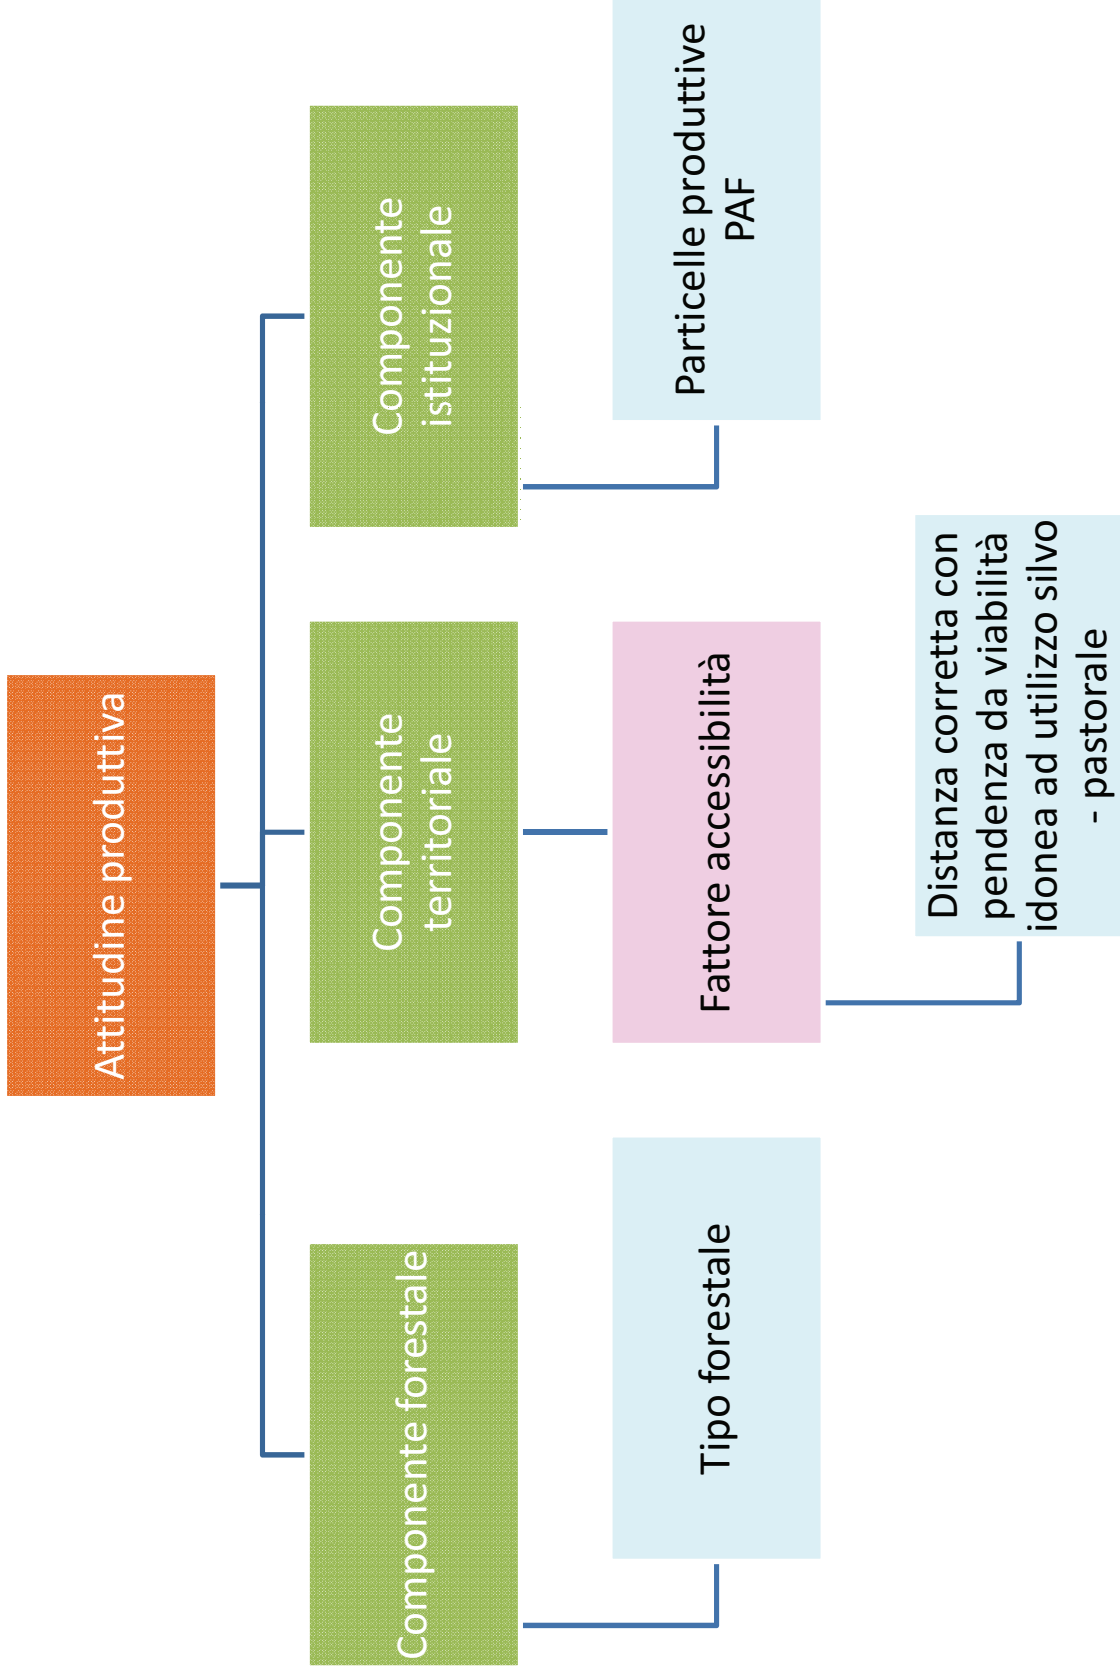 Attitudine produttiva
Componente forestale
Componente
territoriale
Componente
istituzionale
Tipo forestale
Fattore accessibilità
Particelle produttive
PAF
Distanza corretta con
pendenza da viabilità
idonea ad utilizzo silvo
- pastorale